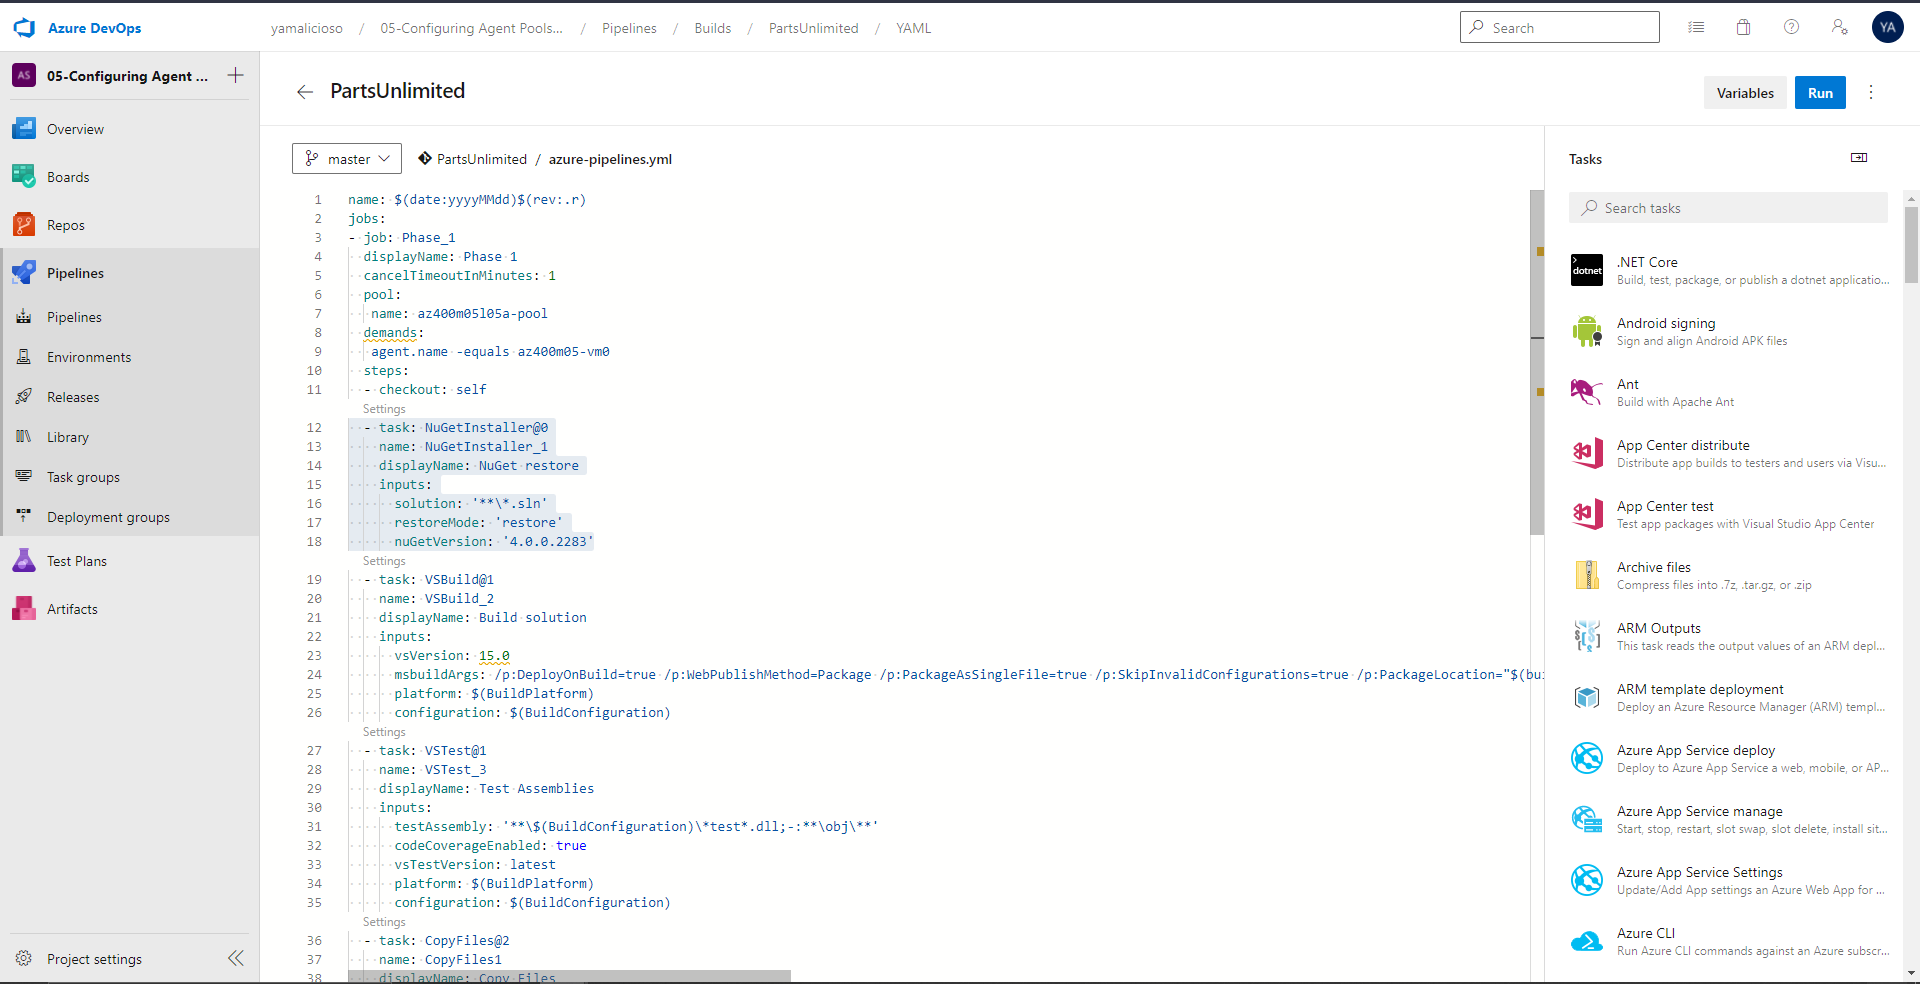 Azure DevOps
yamalicioso / 05-Configuring Agent Pools... / Pipelines / Builds / PartsUnlimited / YAML
Search
YA
AS
05-Configuring Agent ...
Overview
Boards
Repos
Pipelines
Pipelines
Environments
Releases
Library
Task groups
Deployment groups
Test Plans
Artifacts
Project settings
PartsUnlimited
Variables
Run
master
PartsUnlimited / azure-pipelines.yml
1 name: $(date:yyyyMMdd)$(rev:.r)
2 jobs:
3 - job: Phase_1
4 displayName: Phase 1
5 cancelTimeoutInMinutes: 1
6 pool:
7 name: az400m05l05a-pool
8 demands:
9 agent.name -equals az400m05-vm0
10 steps:
11 - checkout: self
Settings
12 - task: NuGetInstaller@0
13 name: NuGetInstaller_1
14 displayName: NuGet restore
15 inputs:
16 solution: '**\*.sln'
17 restoreMode: 'restore'
18 nuGetVersion: '4.0.0.2283'
Settings
19 - task: VSBuild@1
20 name: VSBuild_2
21 displayName: Build solution
22 inputs:
23 vsVersion: 15.0
24 msbuildArgs: /p:DeployOnBuild=true /p:WebPublishMethod=Package /p:PackageAsSingleFile=true /p:SkipInvalidConfigurations=true /p:PackageLocation="$(bu
25 platform: $(BuildPlatform)
26 configuration: $(BuildConfiguration)
Settings
27 - task: VSTest@1
28 name: VSTest_3
29 displayName: Test Assemblies
30 inputs:
31 testAssembly: '**\$(BuildConfiguration)\*test*.dll;-:**\obj\**'
32 codeCoverageEnabled: true
33 vsTestVersion: latest
34 platform: $(BuildPlatform)
35 configuration: $(BuildConfiguration)
Settings
36 - task: CopyFiles@2
37 name: CopyFiles1
38 displayName: Copy Files
Tasks
Search tasks
dotnet
.NET Core
Build, test, package, or publish a dotnet applicatio...
Android signing
Sign and align Android APK files
Ant
Build with Apache Ant
App Center distribute
Distribute app builds to testers and users via Visu...
App Center test
Test app packages with Visual Studio App Center
Archive files
Compress files into .7z, .tar.gz, or .zip
ARM Outputs
This task reads the output values of an ARM depl...
ARM template deployment
Deploy an Azure Resource Manager (ARM) templ...
Azure App Service deploy
Deploy to Azure App Service a web, mobile, or AP...
Azure App Service manage
Start, stop, restart, slot swap, slot delete, install sit...
Azure App Service Settings
Update/Add App settings an Azure Web App for ...
Azure CLI
Run Azure CLI commands against an Azure subscr...